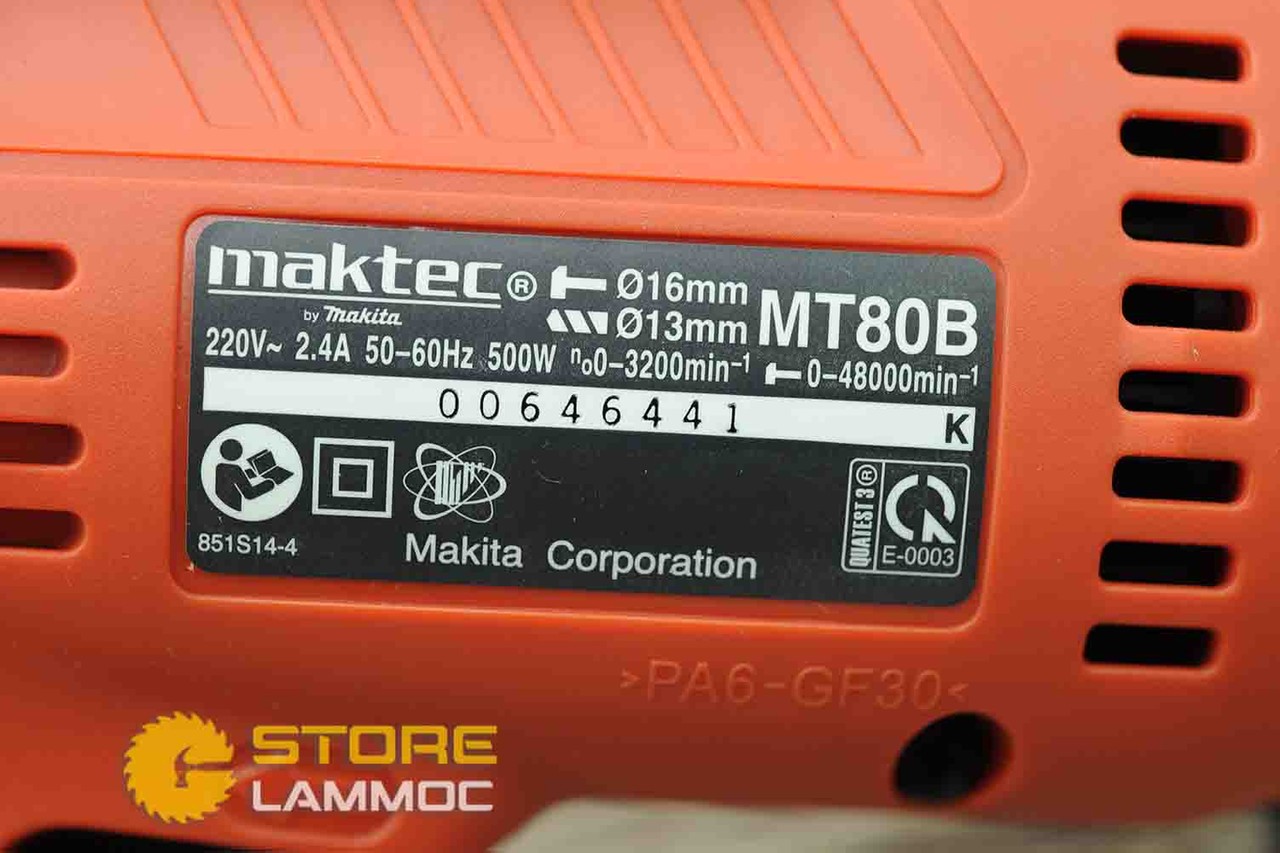 maktec® Ø16mm MT80B
by makita Ø13mm
220V~ 2.4A 50-60Hz 500W n₀0-3200min⁻¹ 0-48000min⁻¹
00646441 K
QUATEST 3®
E-0003
851S14-4
Makita Corporation
>PA6-GF30<
STORE
LAMMOC